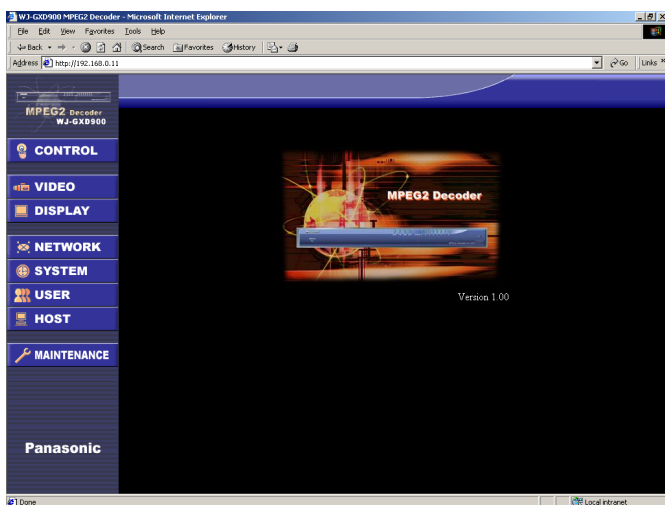 WJ-GXD900 MPEG2 Decoder - Microsoft Internet Explorer
File Edit View Favorites Tools Help
Back Search Favorites History
Address http://192.168.0.11 Go Links »
MPEG2 Decoder
WJ-GXD900
CONTROL
VIDEO
DISPLAY
NETWORK
SYSTEM
USER
HOST
MAINTENANCE
Panasonic
MPEG2 Decoder
Version 1.00
Done Local intranet